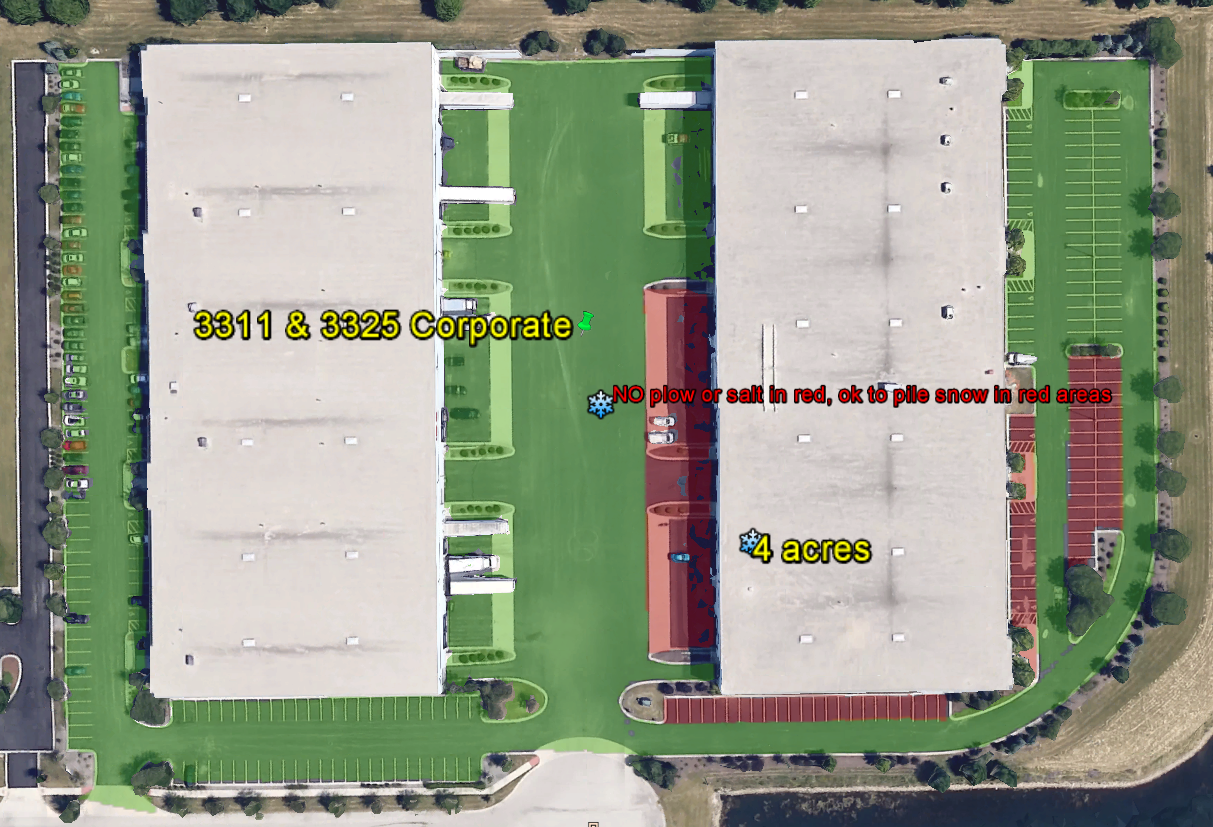 3311 & 3325 Corporate
NO plow or salt in red, ok to pile snow in red areas
4 acres